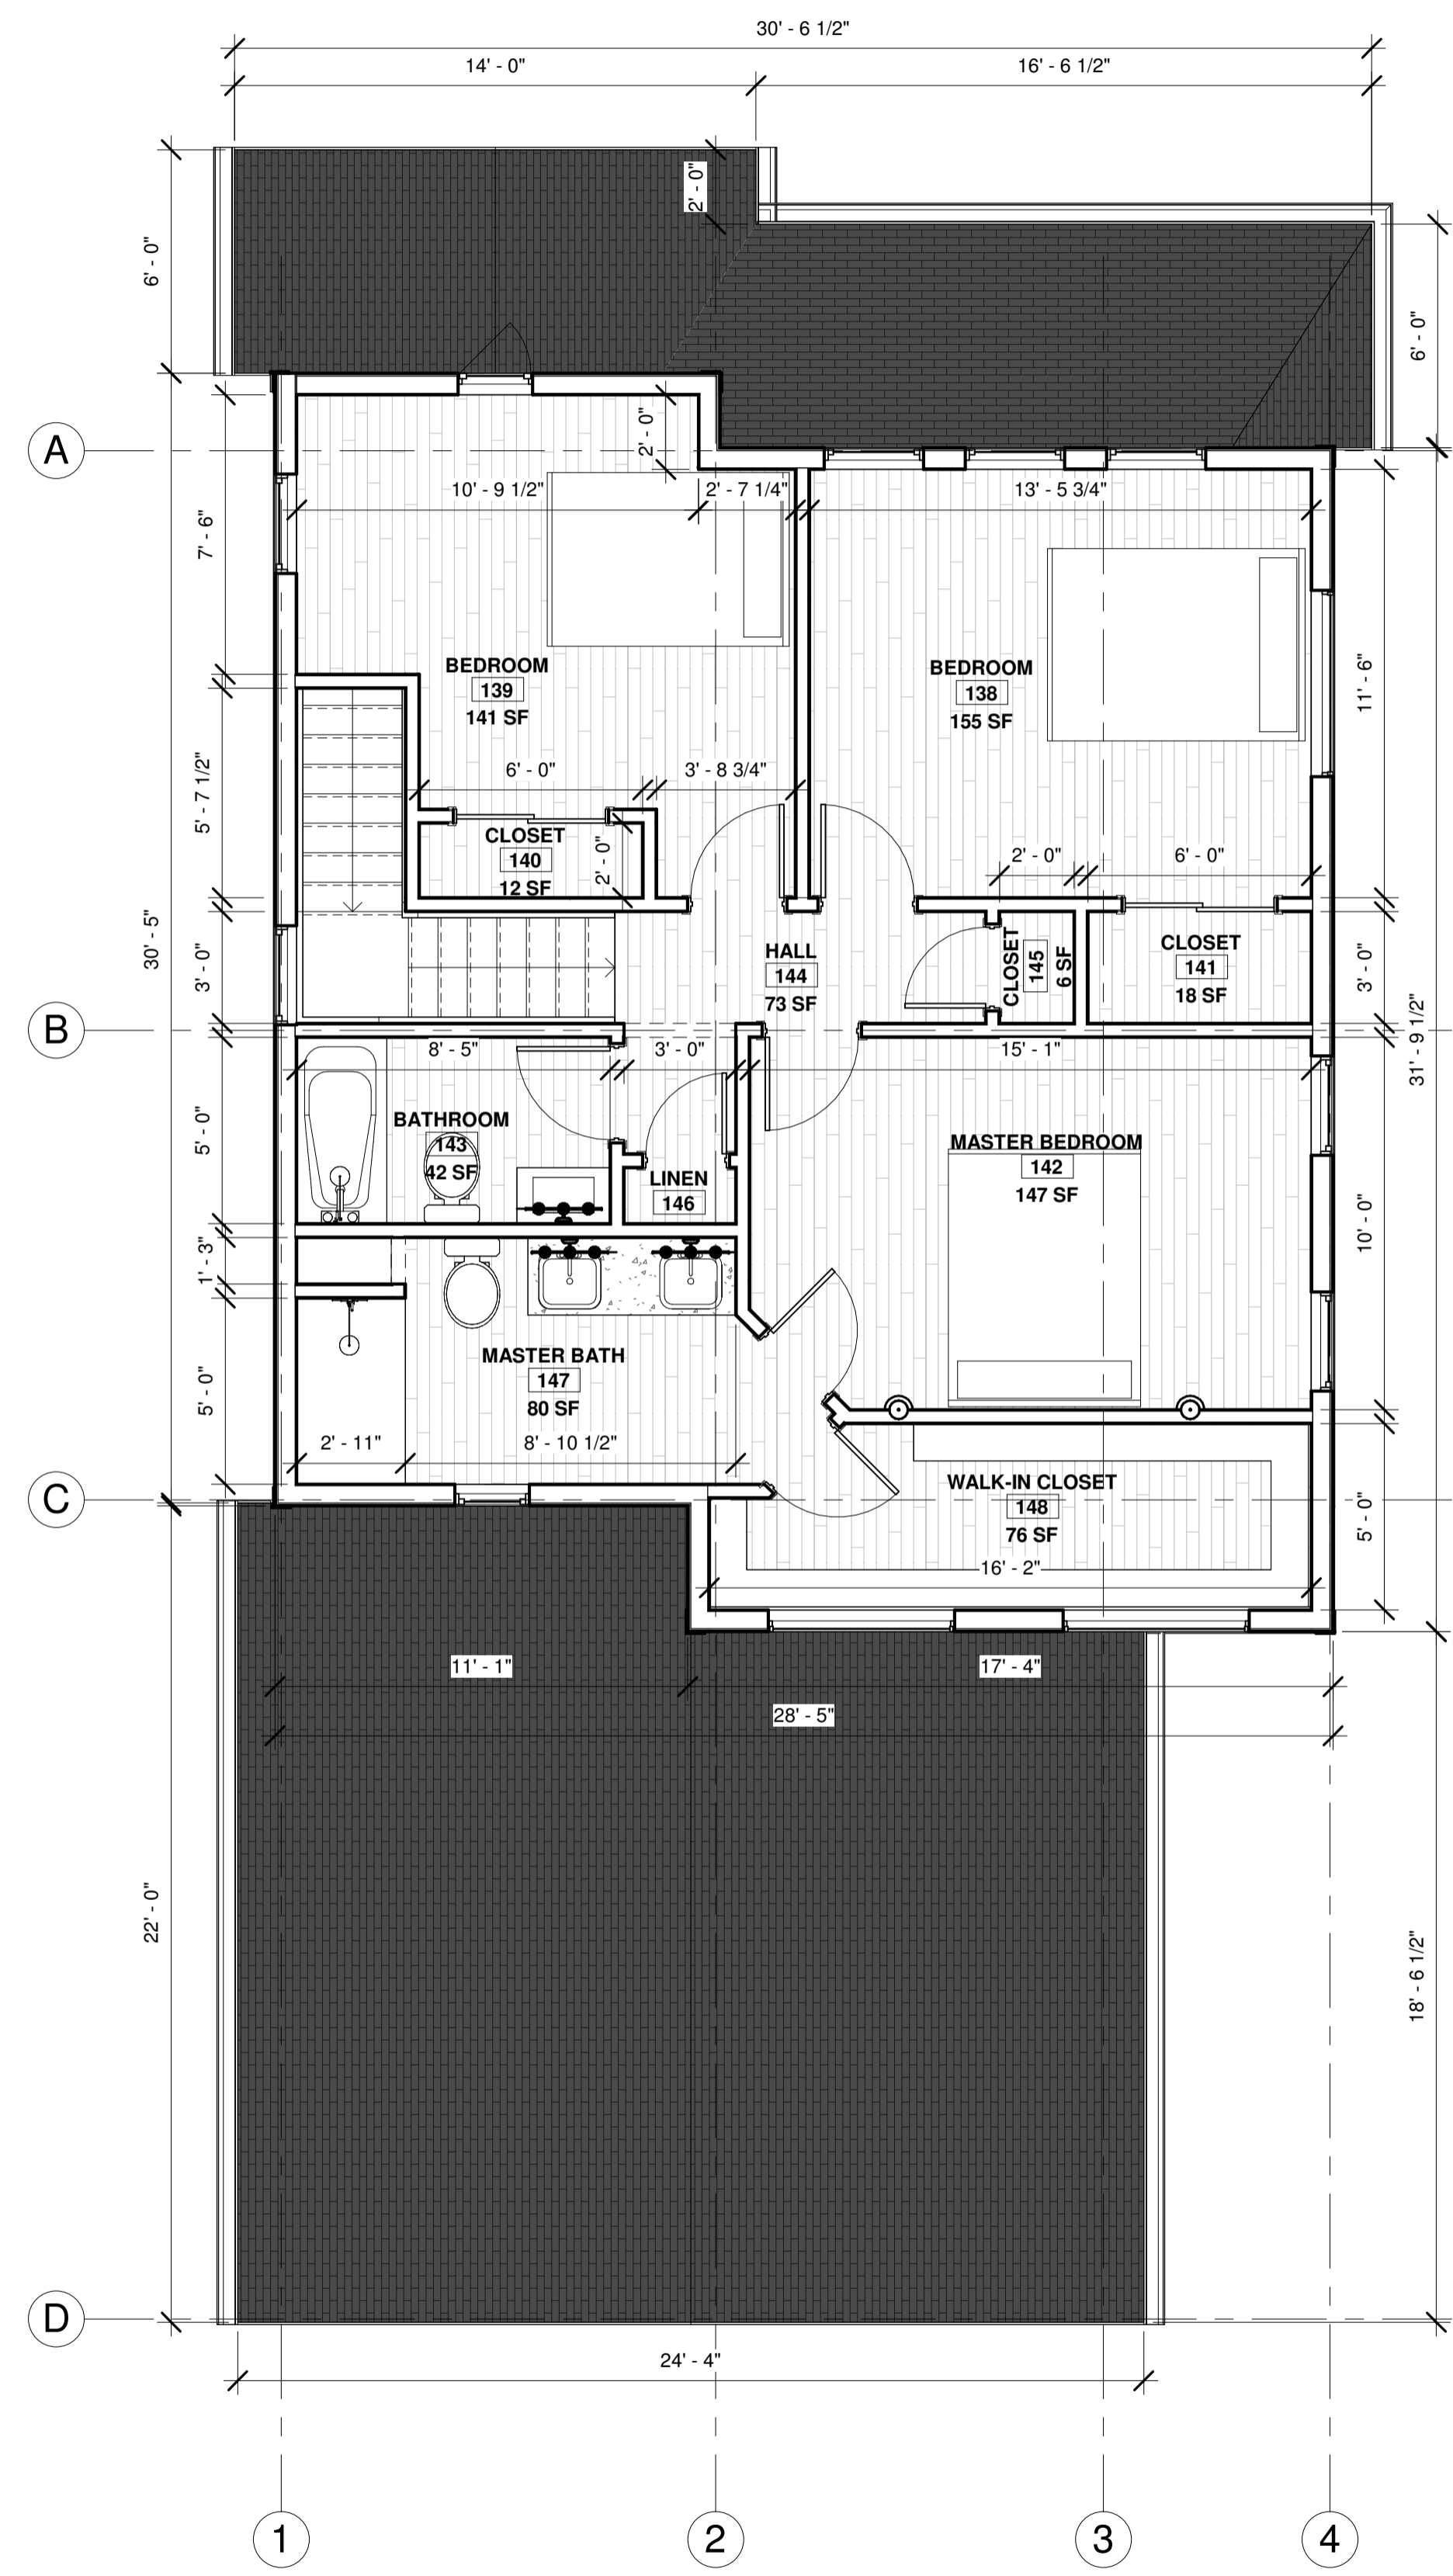 30' - 6 1/2"
14' - 0"
16' - 6 1/2"
2' - 0"
6' - 0"
6' - 0"
A
2' - 0"
10' - 9 1/2"
2' - 7 1/4"
13' - 5 3/4"
7' - 6"
BEDROOM
139
141 SF
BEDROOM
138
155 SF
11' - 6"
5' - 7 1/2"
6' - 0"
3' - 8 3/4"
CLOSET
140
12 SF
2' - 0"
2' - 0"
6' - 0"
30' - 5"
3' - 0"
HALL
144
73 SF
CLOSET
145
6 SF
CLOSET
141
18 SF
3' - 0"
31' - 9 1/2"
B
8' - 5"
3' - 0"
15' - 1"
5' - 0"
BATHROOM
143
42 SF
LINEN
146
MASTER BEDROOM
142
147 SF
10' - 0"
1' - 3"
5' - 0"
MASTER BATH
147
80 SF
2' - 11"
8' - 10 1/2"
C
WALK-IN CLOSET
148
76 SF
16' - 2"
5' - 0"
11' - 1"
17' - 4"
28' - 5"
22' - 0"
18' - 6 1/2"
D
24' - 4"
1
2
3
4